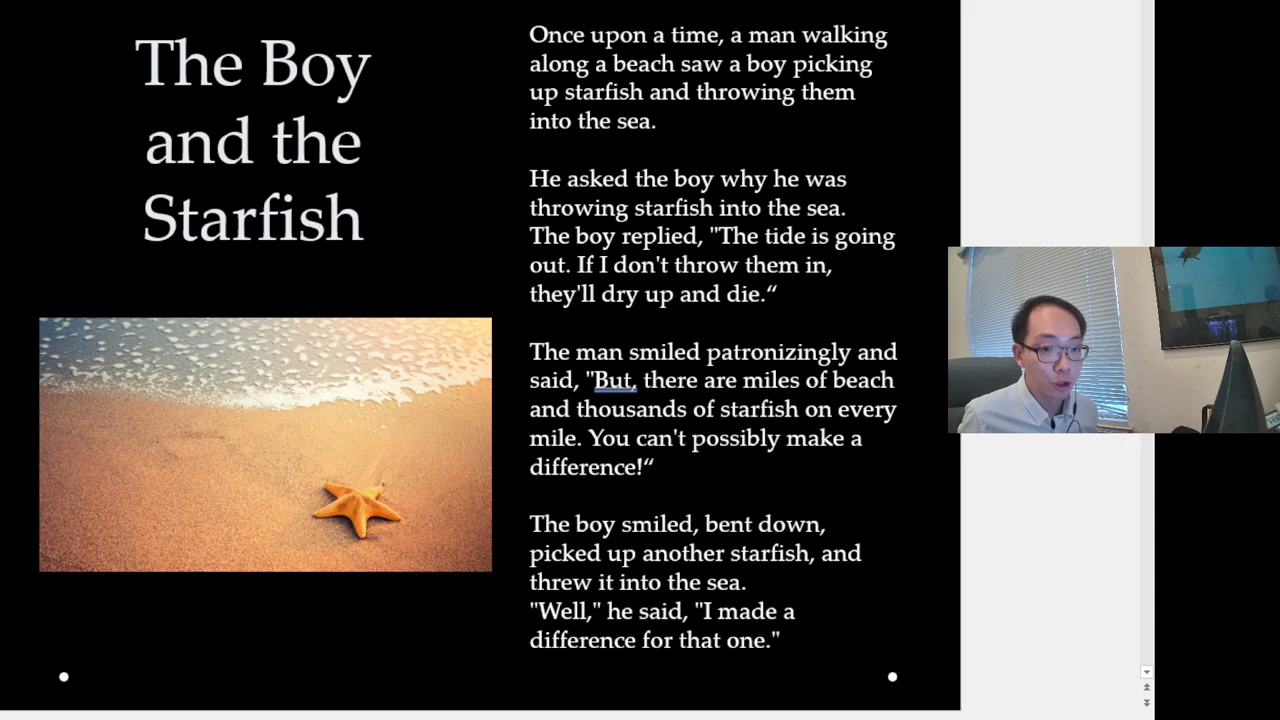 The Boy
and the
Starfish
Once upon a time, a man walking
along a beach saw a boy picking
up starfish and throwing them
into the sea.
He asked the boy why he was
throwing starfish into the sea.
The boy replied, "The tide is going
out. If I don't throw them in,
they'll dry up and die.“
The man smiled patronizingly and
said, "But, there are miles of beach
and thousands of starfish on every
mile. You can't possibly make a
difference!“
The boy smiled, bent down,
picked up another starfish, and
threw it into the sea.
"Well," he said, "I made a
difference for that one."